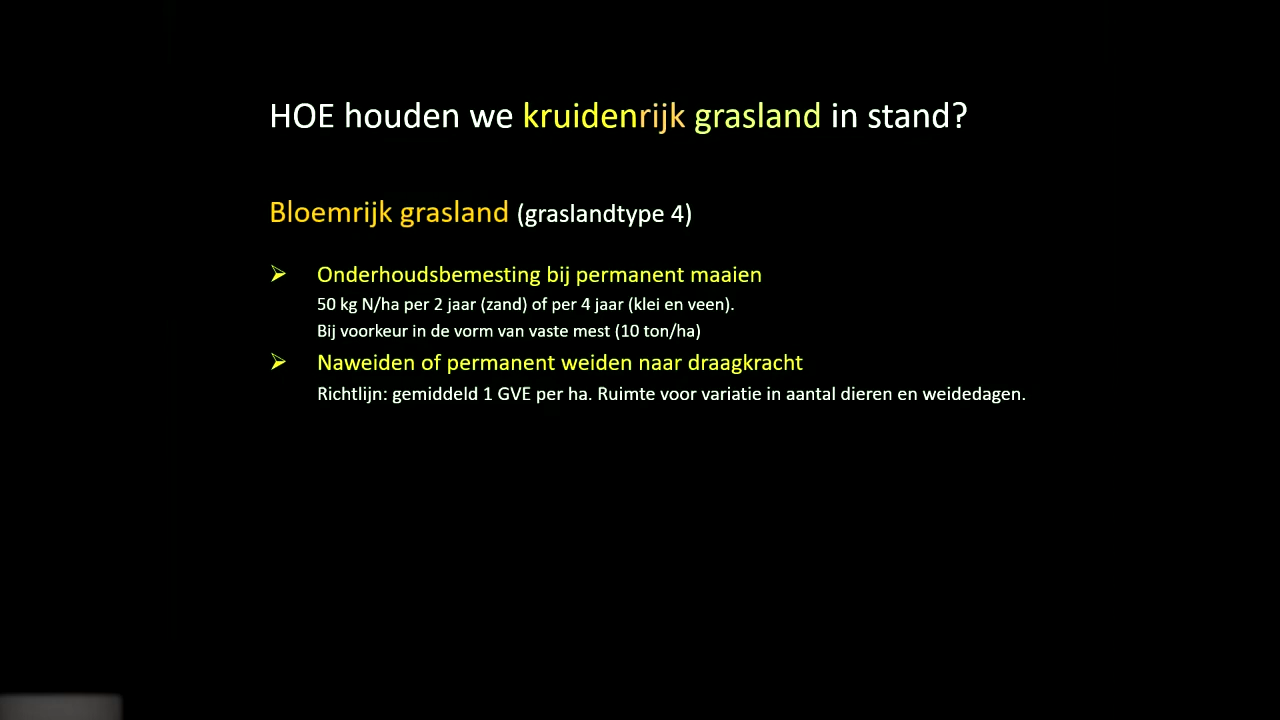 HOE houden we kruidenrijk grasland in stand?
Bloemrijk grasland (graslandtype 4)
➢ Onderhoudsbemesting bij permanent maaien
50 kg N/ha per 2 jaar (zand) of per 4 jaar (klei en veen).
Bij voorkeur in de vorm van vaste mest (10 ton/ha)
➢ Naweiden of permanent weiden naar draagkracht
Richtlijn: gemiddeld 1 GVE per ha. Ruimte voor variatie in aantal dieren en weidedagen.